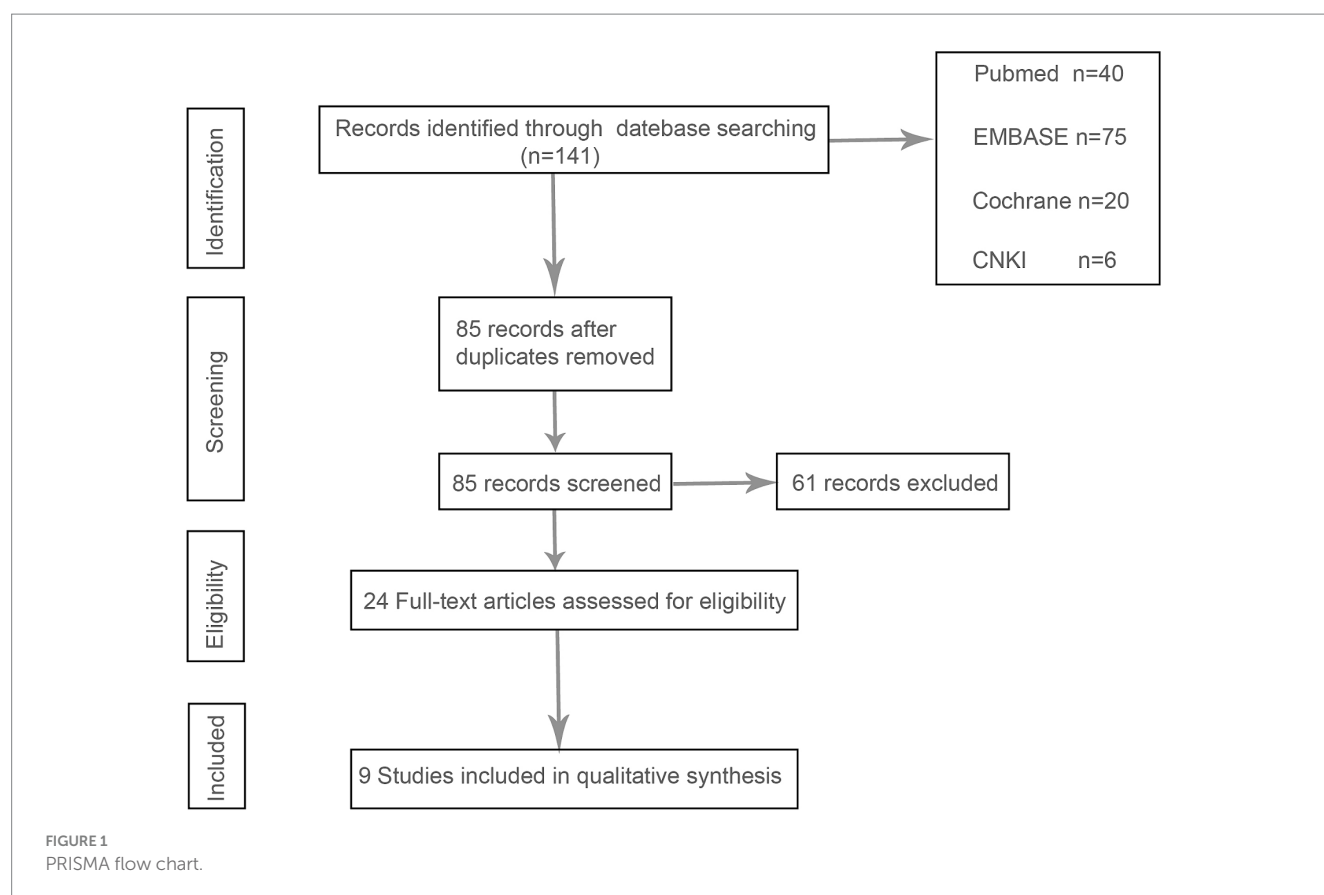 Identification
Records identified through datebase searching
(n=141)
Pubmed n=40
EMBASE n=75
Cochrane n=20
CNKI n=6
Screening
85 records after
duplicates removed
85 records screened
61 records excluded
Eligibility
24 Full-text articles assessed for eligibility
Included
9 Studies included in qualitative synthesis
FIGURE 1
PRISMA flow chart.